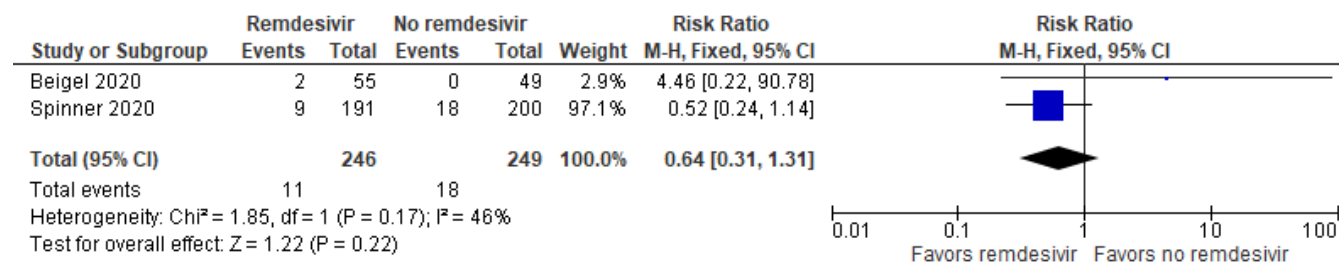 Remdesivir No remdesivir Risk Ratio Risk Ratio
Study or Subgroup Events Total Events Total Weight M-H, Fixed, 95% CI M-H, Fixed, 95% CI
Beigel 2020 2 55 0 49 2.9% 4.46 [0.22, 90.78]
Spinner 2020 9 191 18 200 97.1% 0.52 [0.24, 1.14]
Total (95% CI) 246 249 100.0% 0.64 [0.31, 1.31]
Total events 11 18
Heterogeneity: Chi² = 1.85, df = 1 (P = 0.17); I² = 46%
Test for overall effect: Z = 1.22 (P = 0.22)
0.01 0.1 1 10 100
Favors remdesivir Favors no remdesivir